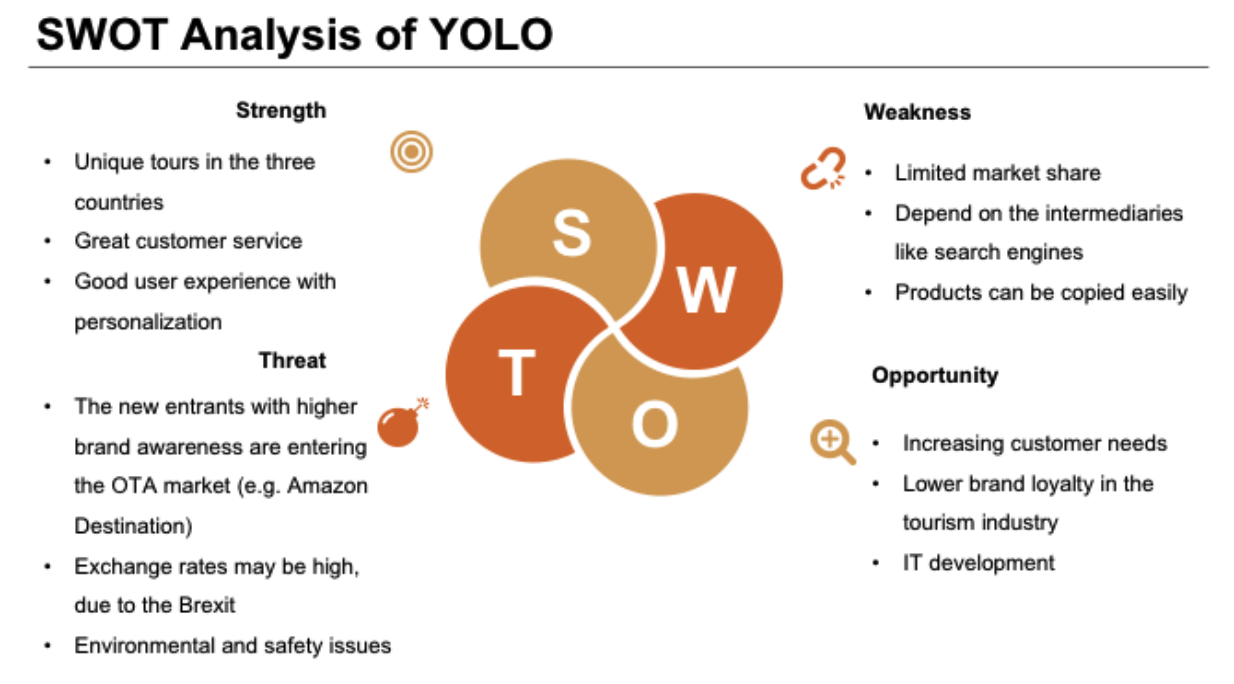 SWOT Analysis of YOLO
Strength
• Unique tours in the three
countries
• Great customer service
• Good user experience with
personalization
Threat
• The new entrants with higher
brand awareness are entering
the OTA market (e.g. Amazon
Destination)
• Exchange rates may be high,
due to the Brexit
• Environmental and safety issues
S
W
T
O
Weakness
• Limited market share
• Depend on the intermediaries
like search engines
• Products can be copied easily
Opportunity
• Increasing customer needs
• Lower brand loyalty in the
tourism industry
• IT development